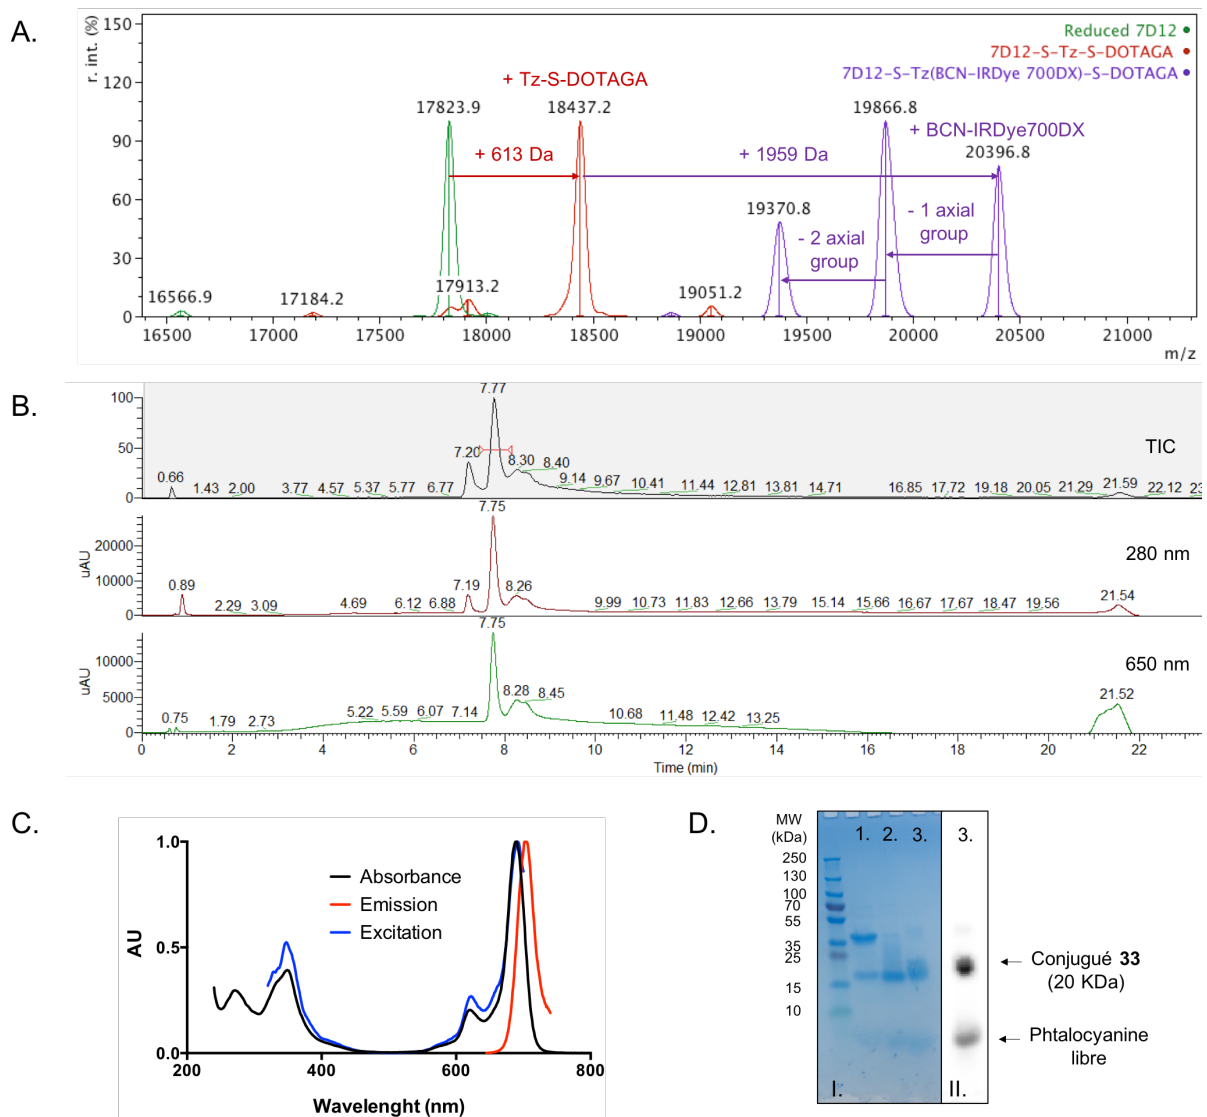 A.
r. int. (%)
150
120
90
60
30
0
Reduced 7D12 •
7D12-S-Tz-S-DOTAGA •
7D12-S-Tz(BCN-IRDye 700DX)-S-DOTAGA •
+ Tz-S-DOTAGA
17823.9
18437.2
19866.8
+ BCN-IRDye700DX
20396.8
+ 613 Da
+ 1959 Da
19370.8
- 1 axial
group
- 2 axial
group
16566.9
17184.2
17913.2
19051.2
16500 17000 17500 18000 18500 19000 19500 20000 20500 21000
m/z
B.
100
50
0
7.77
7.20
8.30 8.40
TIC
0.66
1.43 2.00 3.77 4.57 5.37 5.77 6.77 9.14 9.67 10.41 11.44 12.81 13.81 14.71 16.85 17.72 19.18 20.05 21.29 21.59 22.12 23
uAU
20000
10000
0
7.75
280 nm
0.89
2.29 3.09 4.69 6.12 6.88 7.19 8.26 9.99 10.73 11.83 12.66 13.79 15.14 15.66 16.67 17.67 18.47 19.56 21.54
uAU
10000
5000
0
7.75
650 nm
0.75 1.79 2.73 5.22 5.59 6.07 7.14 8.28 8.45 10.68 11.48 12.42 13.25 21.52
0 2 4 6 8 10 12 14 16 18 20 22
Time (min)
C.
AU
1.0
0.5
0.0
Absorbance
Emission
Excitation
200 400 600 800
Wavelenght (nm)
D.
MW
(kDa)
1. 2. 3. 3.
250
130
100
70
55
35
25
15
10
Conjugué 33
(20 KDa)
Phtalocyanine
libre
I. II.